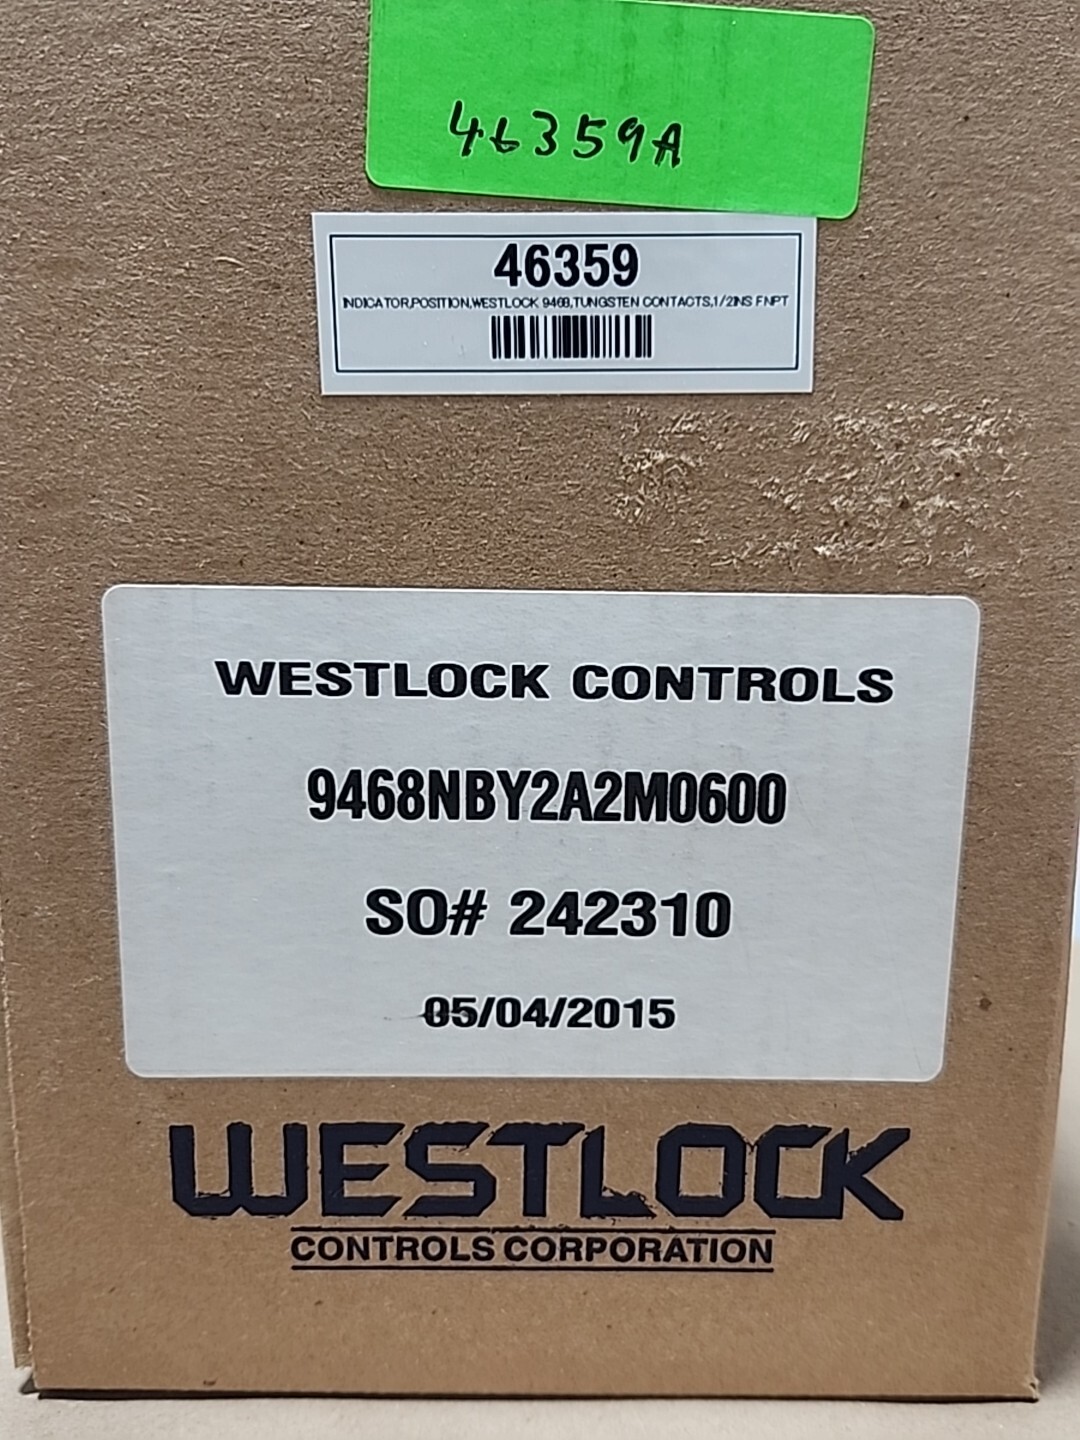 46359A
46359
INDICATOR,POSITION,WESTLOCK 9468,TUNGSTEN CONTACTS,1/2INS FNPT
WESTLOCK CONTROLS
9468NBY2A2M0600
SO# 242310
05/04/2015
WESTLOCK
CONTROLS CORPORATION